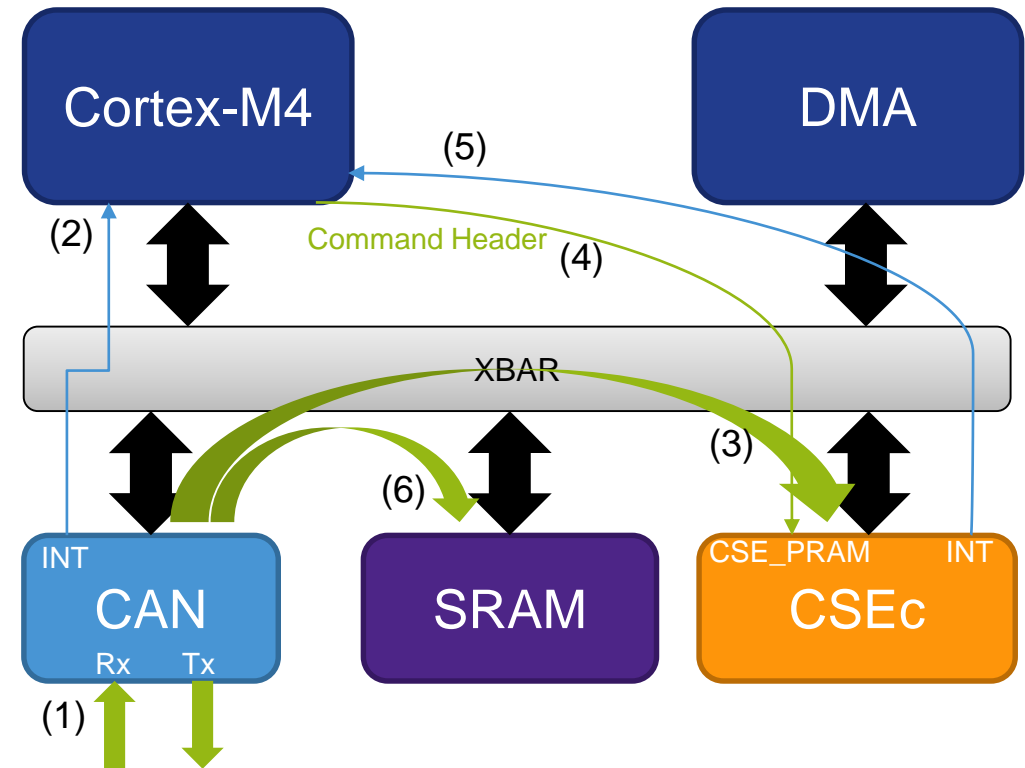 Cortex-M4
DMA
(5)
(2)
Command Header
(4)
XBAR
(3)
(6)
INT
CSE_PRAM
INT
CAN
SRAM
CSEc
Rx
Tx
(1)